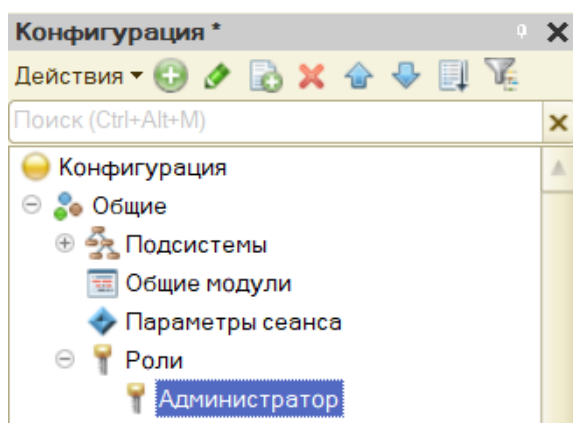 Конфигурация *
Действия
Поиск (Ctrl+Alt+M)
Конфигурация
Общие
Подсистемы
Общие модули
Параметры сеанса
Роли
Администратор